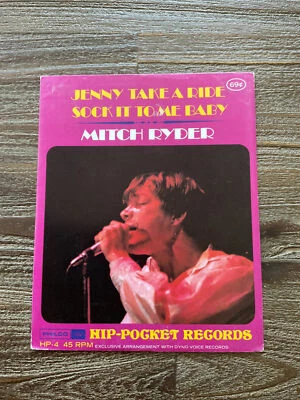 69¢
JENNY TAKE A RIDE
SOCK IT TO ME BABY
MITCH RYDER
PHILCO
HIP-POCKET RECORDS
HP-4 45 RPM EXCLUSIVE ARRANGEMENT WITH DYNO VOICE RECORDS